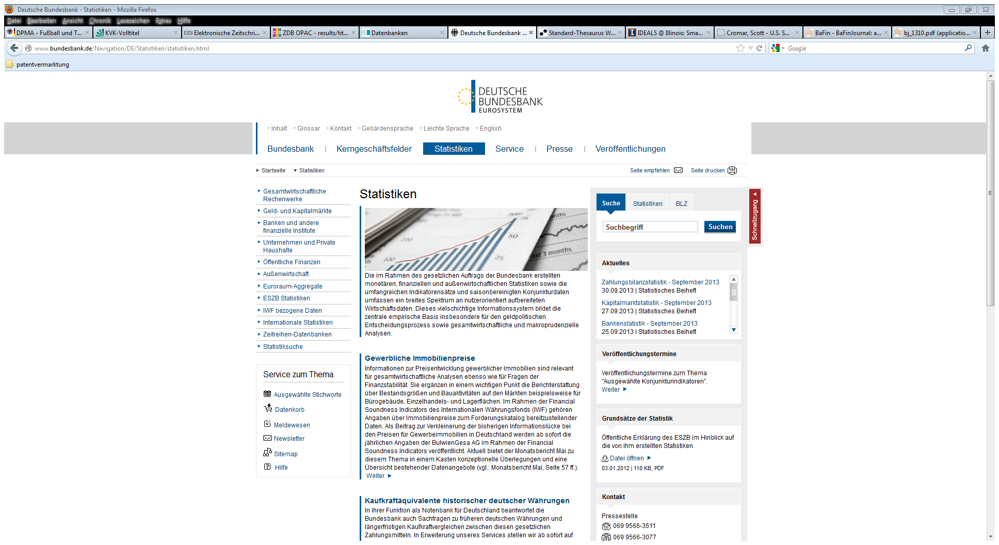 Deutsche Bundesbank - Statistiken - Mozilla Firefox
Datei Bearbeiten Ansicht Chronik Lesezeichen Extras Hilfe
DPMA - Fußball und T... KVK-Volltitel EZ3 Elektronische Zeitschri... ZDB OPAC - results/tit... Datenbanken Deutsche Bundesbank ... Standard-Thesaurus W... IDEALS @ Illinois: Sma... Cromar, Scott - U.S. S... BaFin - BaFinJournal: a... bj_1310.pdf (applicatio...
www.bundesbank.de/Navigation/DE/Statistiken/statistiken.html
Google
patentvermarktung
DEUTSCHE
BUNDESBANK
EUROSYSTEM
Inhalt Glossar Kontakt Gebärdensprache Leichte Sprache English
Bundesbank | Kerngeschäftsfelder Statistiken Service | Presse | Veröffentlichungen
Startseite Statistiken
Seite empfehlen Seite drucken
Gesamtwirtschaftliche
Rechenwerke
Geld- und Kapitalmärkte
Banken und andere
finanzielle Institute
Unternehmen und Private
Haushalte
Öffentliche Finanzen
Außenwirtschaft
Euroraum-Aggregate
ESZB Statistiken
IWF bezogene Daten
Internationale Statistiken
Zeitreihen-Datenbanken
Statistiksuche
Service zum Thema
Ausgewählte Stichworte
Datenkorb
Meldewesen
Newsletter
Sitemap
Hilfe
Statistiken
75
50
25
100
200
onths
ast 3 months
Die im Rahmen des gesetzlichen Auftrags der Bundesbank erstellten
monetären, finanziellen und außenwirtschaftlichen Statistiken sowie die
umfangreichen Indikatorensätze und saisonbereinigten Konjunkturdaten
umfassen ein breites Spektrum an nutzerorientiert aufbereiteten
Wirtschaftsdaten. Dieses vielschichtige Informationssystem bildet die
zentrale empirische Basis insbesondere für den geldpolitischen
Entscheidungsprozess sowie gesamtwirtschaftliche und makroprudenzielle
Analysen.
Gewerbliche Immobilienpreise
Informationen zur Preisentwicklung gewerblicher Immobilien sind relevant
für gesamtwirtschaftliche Analysen ebenso wie für Fragen der
Finanzstabilität. Sie ergänzen in einem wichtigen Punkt die Berichterstattung
über Bestandsgrößen und Bauaktivitäten auf den Märkten beispielsweise für
Bürogebäude, Einzelhandels- und Lagerflächen. Im Rahmen der Financial
Soundness Indicators des Internationalen Währungsfonds (IWF) gehören
Angaben über Immobilienpreise zum Forderungskatalog bereitzustellender
Daten. Als Beitrag zur Verkleinerung der bisherigen Informationslücke bei
den Preisen für Gewerbeimmobilien in Deutschland werden ab sofort die
jährlichen Angaben der BulwienGesa AG im Rahmen der Financial
Soundness Indicators veröffentlicht. Aktuell bietet der Monatsbericht Mai zu
diesem Thema in einem Kasten konzeptionelle Überlegungen und eine
Übersicht bestehender Datenangebote (vgl.: Monatsbericht Mai, Seite 57 ff.).
Weiter
Kaufkraftäquivalente historischer deutscher Währungen
In ihrer Funktion als Notenbank für Deutschland beantwortet die
Bundesbank auch Sachfragen zu früheren deutschen Währungen und
längerfristigen Kaufkraftvergleichen zwischen diesen gesetzlichen
Zahlungsmitteln. In Erweiterung unseres Services stellen wir ab sofort auf
Suche Statistiken BLZ
Suchbegriff Suchen
Schnellzugang
Aktuelles
Zahlungsbilanzstatistik - September 2013
30.09.2013 | Statistisches Beiheft
Kapitalmarktstatistik - September 2013
27.09.2013 | Statistisches Beiheft
Bankenstatistik - September 2013
25.09.2013 | Statistisches Beiheft
Veröffentlichungstermine
Veröffentlichungstermine zum Thema
"Ausgewählte Konjunkturindikatoren".
Weiter
Grundsätze der Statistik
Öffentliche Erklärung des ESZB im Hinblick auf
die von ihm erstellten Statistiken
Datei öffnen
03.01.2012 | 118 KB, PDF
Kontakt
Pressestelle
069 9566-3511
069 9566-3077